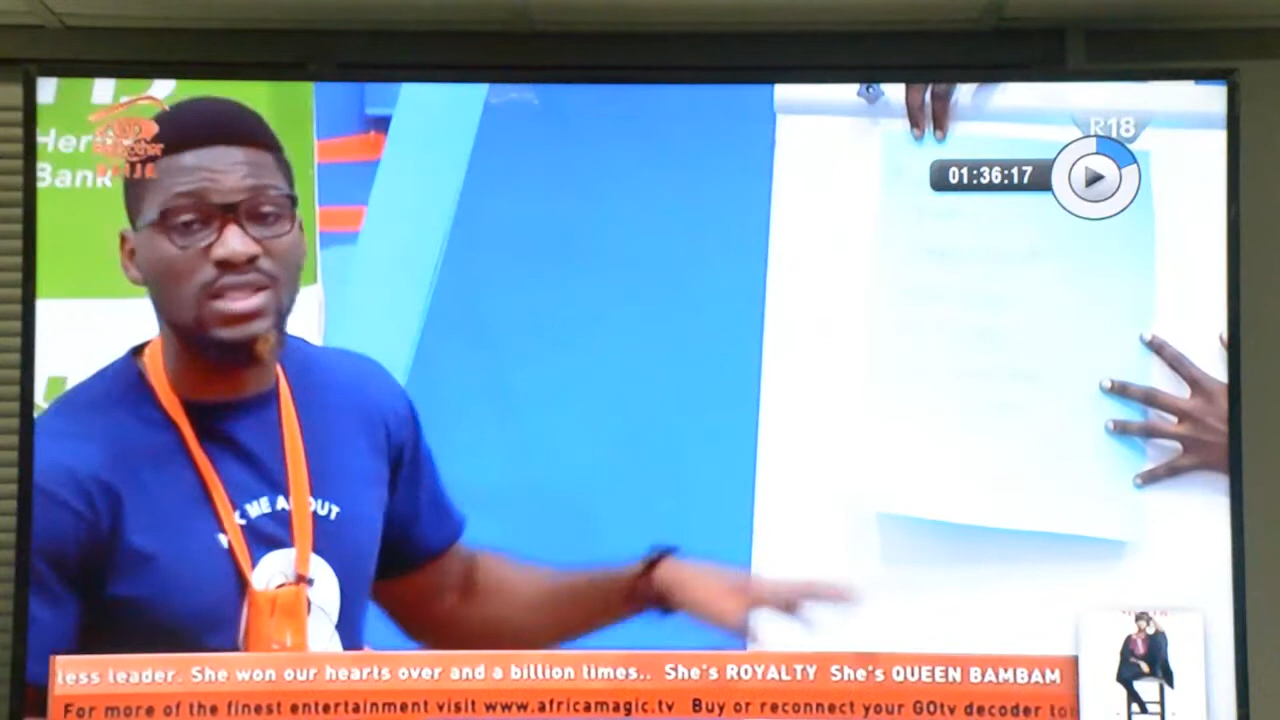 Her
Bank
NAIJA
R18
01:36:17
ME ABOUT
less leader. She won our hearts over and a billion times.. She's ROYALTY She's QUEEN BAMBAM
For more of the finest entertainment visit www.africamagic.tv Buy or reconnect your GOtv decoder